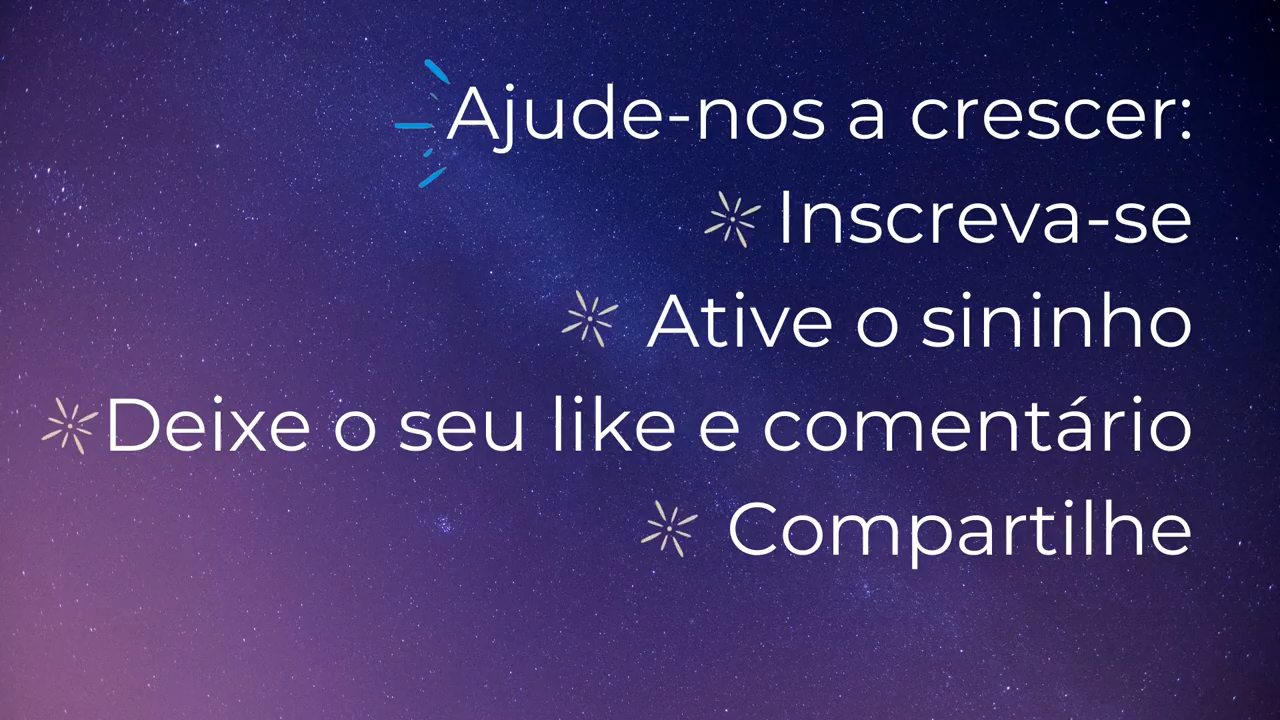 Ajude-nos a crescer:
Inscreva-se
Ative o sininho
Deixe o seu like e comentário
Compartilhe